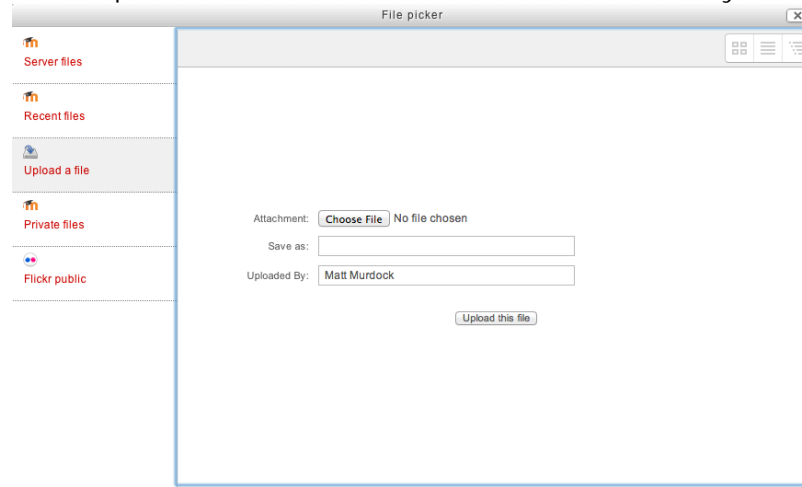 File picker
Server files
Recent files
Upload a file
Private files
Flickr public
Attachment: Choose File No file chosen
Save as:
Uploaded By: Matt Murdock
Upload this file